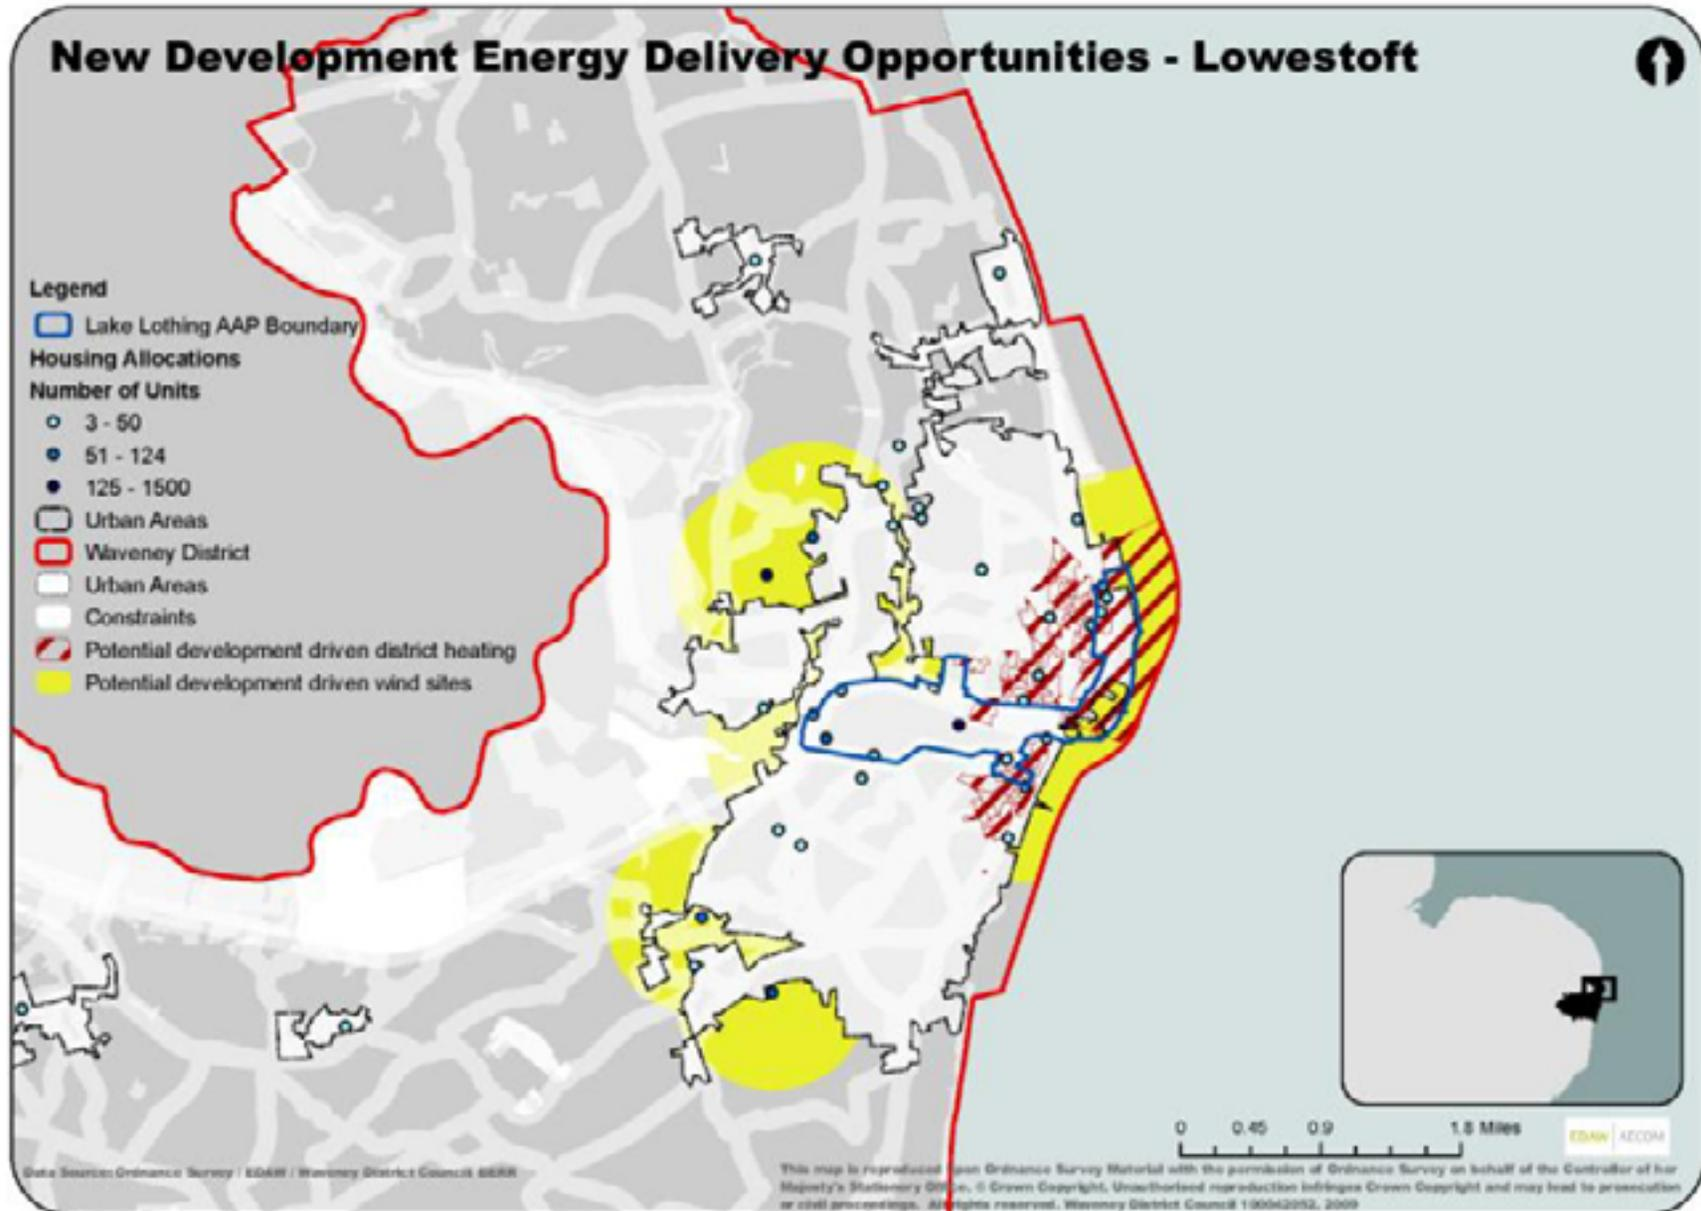 New Development Energy Delivery Opportunities - Lowestoft
Legend
Lake Lothing AAP Boundary
Housing Allocations
Number of Units
3 - 50
51 - 124
125 - 1500
Urban Areas
Waveney District
Urban Areas
Constraints
Potential development driven district heating
Potential development driven wind sites
0 0.45 0.9 1.8 Miles
EDAW AECOM
Data Source: Ordnance Survey / EDAW / Waveney District Council BERR
This map is reproduced upon Ordnance Survey Material with the permission of Ordnance Survey on behalf of the Controller of her
Majesty's Stationery Office. © Crown Copyright. Unauthorised reproduction infringes Crown Copyright and may lead to prosecution
or civil proceedings. All rights reserved. Waveney District Council 100042052, 2009